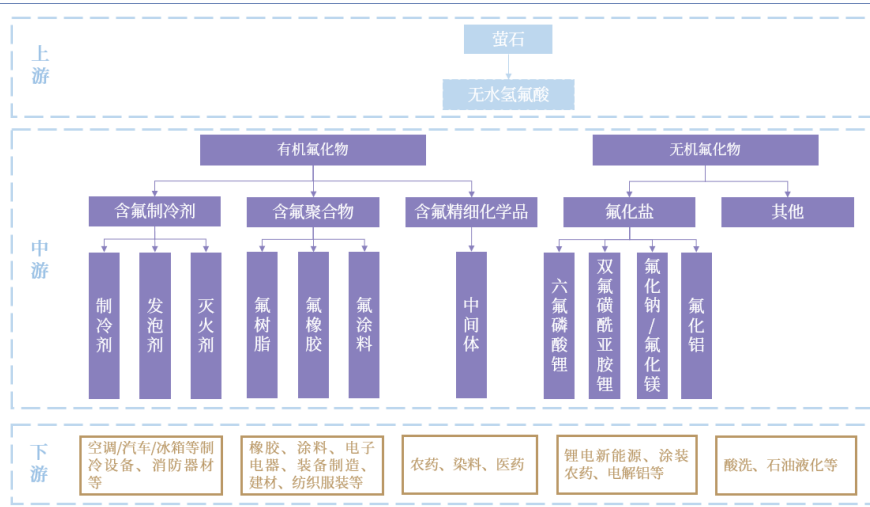 上游
萤石
无水氢氟酸
中游
有机氟化物
无机氟化物
含氟制冷剂
含氟聚合物
含氟精细化学品
氟化盐
其他
制冷剂
发泡剂
灭火剂
氟树脂
氟橡胶
氟涂料
中间体
六氟磷酸锂
双氟磺酰亚胺锂
氟化钠/氟化镁
氟化铝
下游
空调/汽车/冰箱等制
冷设备、消防器材
等
橡胶、涂料、电子
电器、装备制造、
建材、纺织服装等
农药、染料、医药
锂电新能源、涂装
农药、电解铝等
酸洗、石油液化等